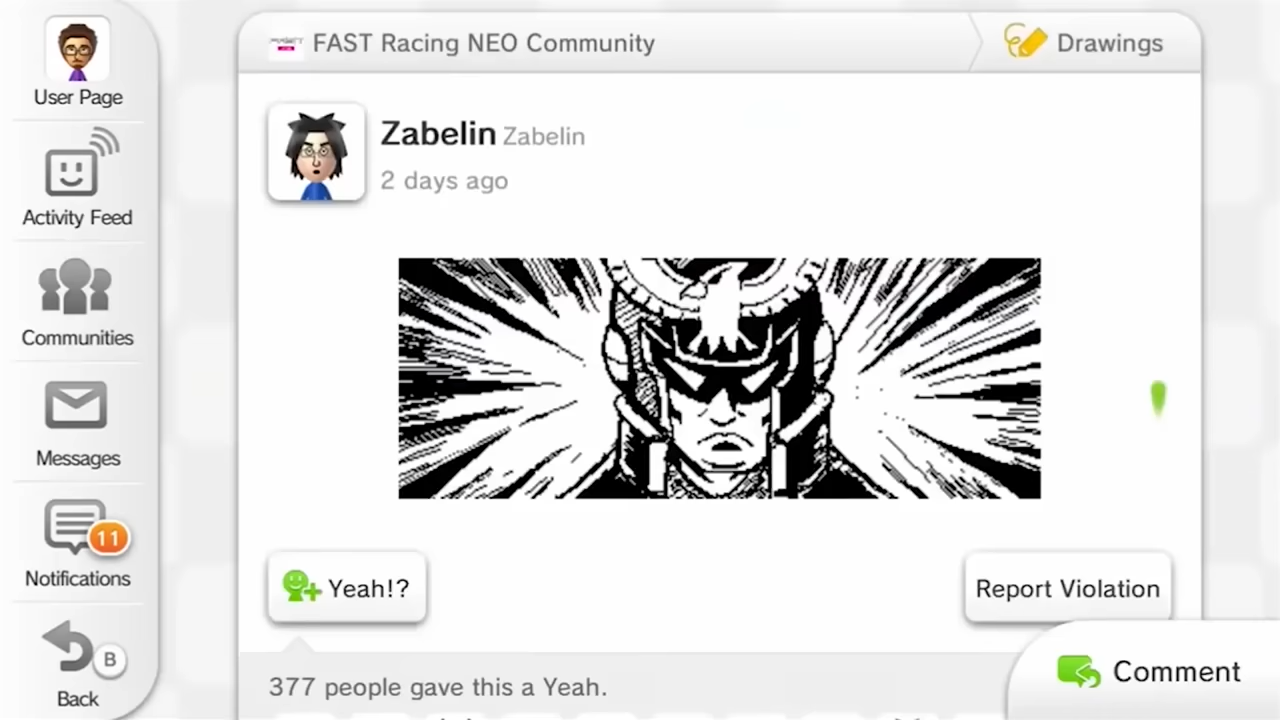 User Page
Activity Feed
Communities
Messages
11
Notifications
B
Back
FAST Racing NEO Community
Drawings
Zabelin Zabelin
2 days ago
Yeah!?
Report Violation
377 people gave this a Yeah.
Comment